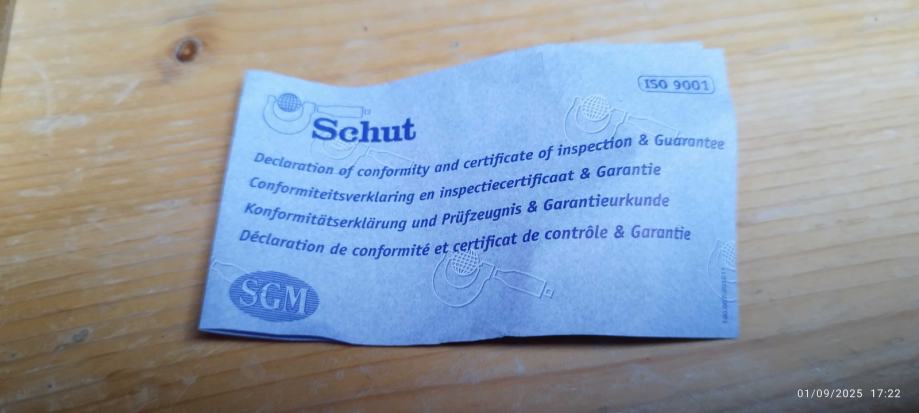 ISO 9001
Schut
Declaration of conformity and certificate of inspection & Guarantee
Conformiteitsverklaring en inspectiecertificaat & Garantie
Konformitätserklärung und Prüfzeugnis & Garantieurkunde
Déclaration de conformité et certificat de contrôle & Garantie
SGM
01/09/2025 17:22